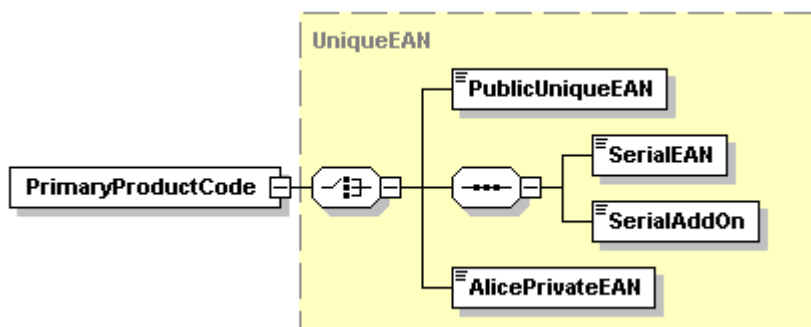 UniqueEAN
PublicUniqueEAN
SerialEAN
PrimaryProductCode
SerialAddOn
AlicePrivateEAN